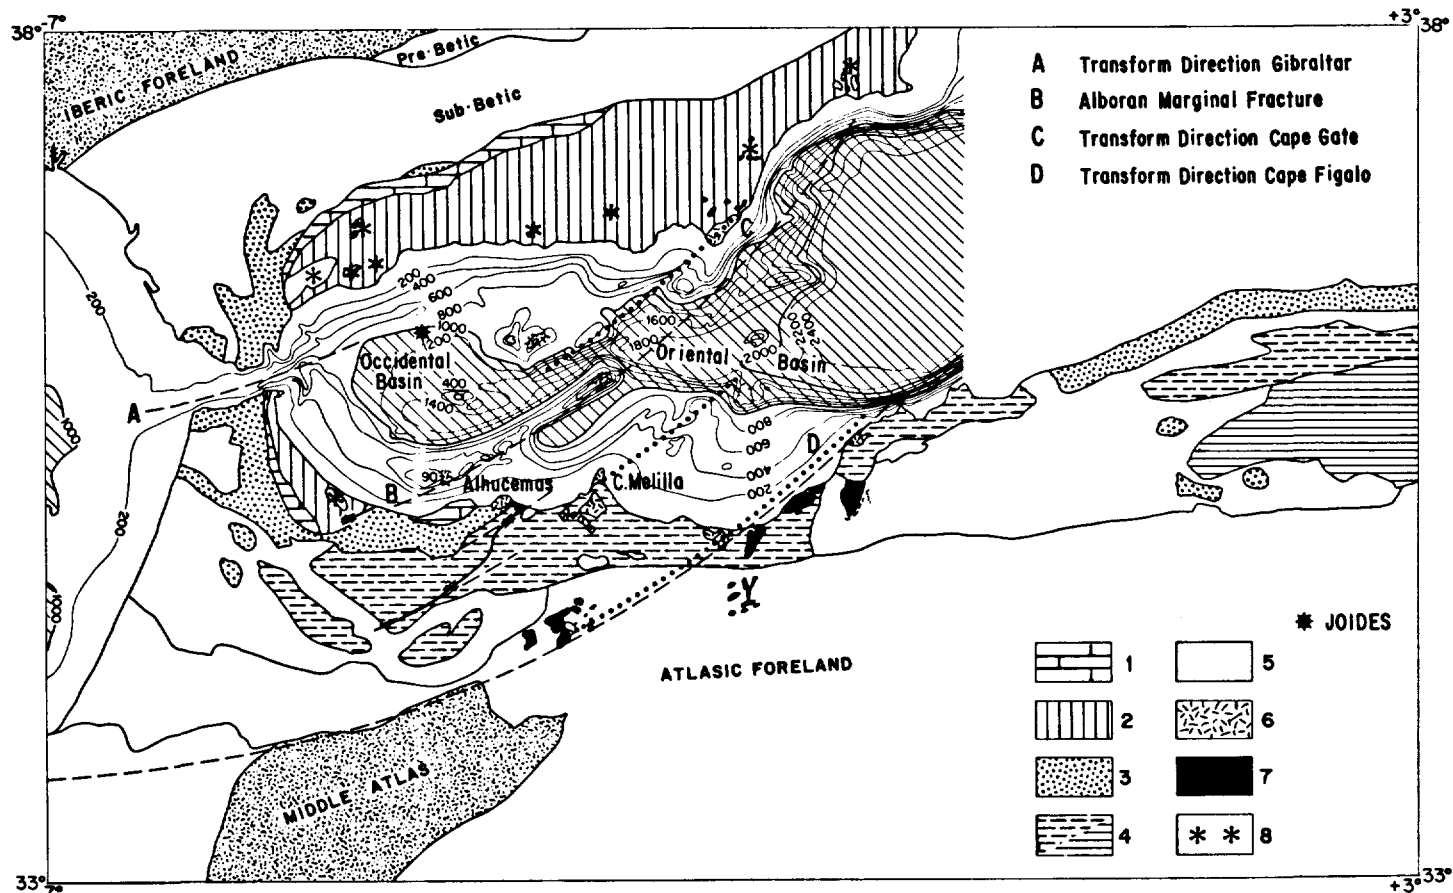 -7°
+3°
38°
38°
IBERIC FORELAND
Pre-Betic
Sub-Betic
A Transform Direction Gibraltar
B Alboran Marginal Fracture
C Transform Direction Cape Gate
D Transform Direction Cape Figalo
C
200
200
400
600
800
1000
1200
Occidental
Basin
400
1400
1600
1800
Oriental
Basin
2000
2200
2400
A
1000
800
600
400
200
D
B
Alhucemas
C. Melilla
200
1000
ATLASIC FORELAND
MIDDLE ATLAS
JOIDES
1
5
2
6
3
7
4
8
33°
7°
33°
+3°